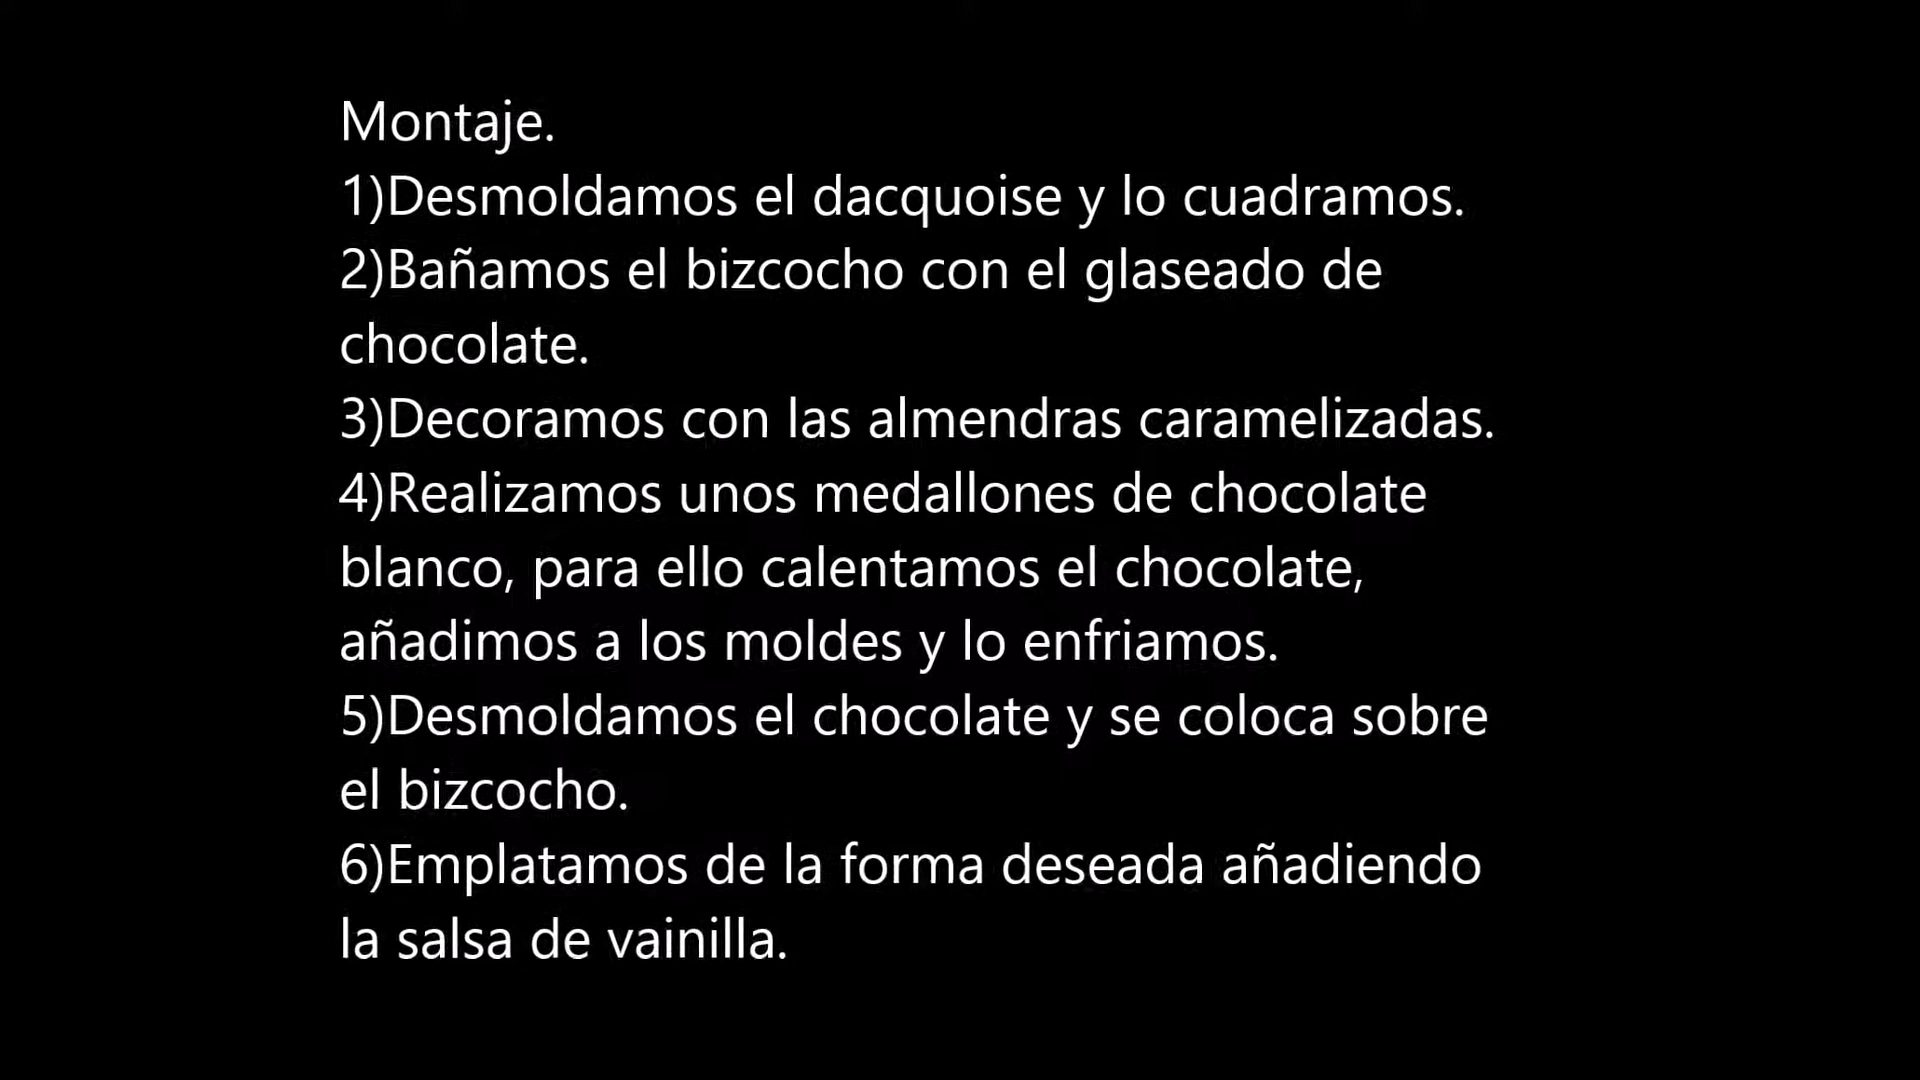 Montaje.
1)Desmoldamos el dacquoise y lo cuadramos.
2)Bañamos el bizcocho con el glaseado de
chocolate.
3)Decoramos con las almendras caramelizadas.
4)Realizamos unos medallones de chocolate
blanco, para ello calentamos el chocolate,
añadimos a los moldes y lo enfriamos.
5)Desmoldamos el chocolate y se coloca sobre
el bizcocho.
6)Emplatamos de la forma deseada añadiendo
la salsa de vainilla.